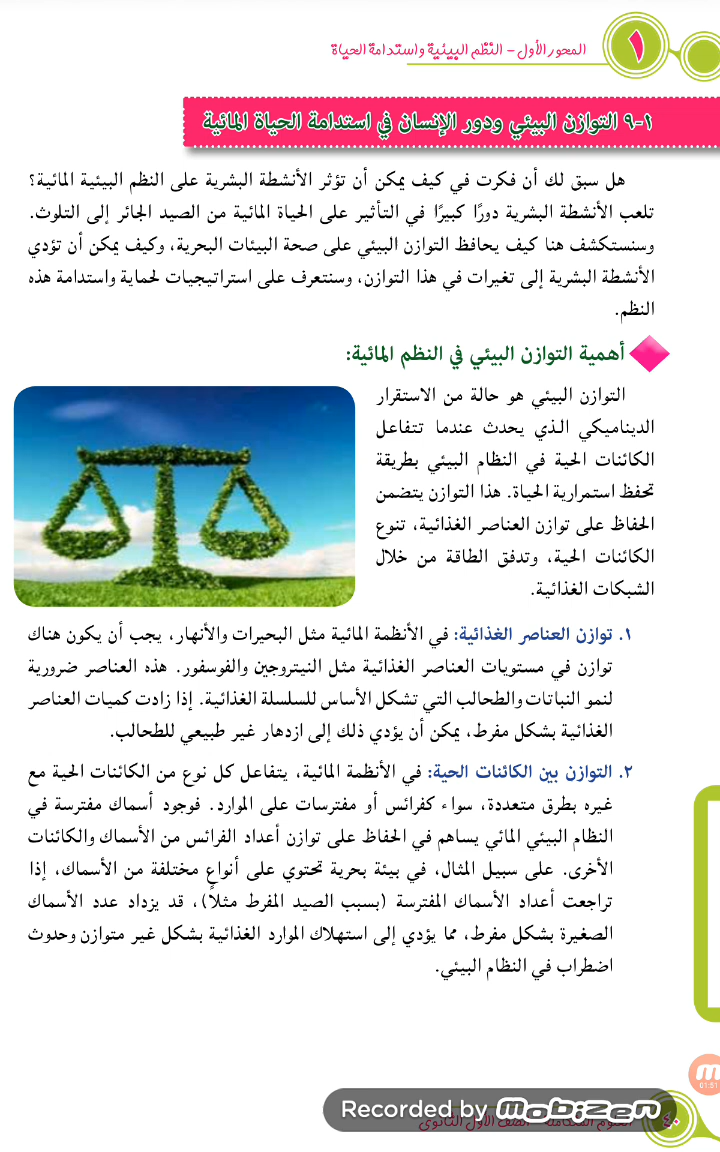 ١
المحور الأول – النُظم البيئية واستدامة الحياة
١-٩ التوازن البيئي ودور الإنسان في استدامة الحياة المائية
هل سبق لك أن فكرت في كيف يمكن أن تؤثر الأنشطة البشرية على النظم البيئية المائية؟
تلعب الأنشطة البشرية دورًا كبيرًا في التأثير على الحياة المائية من الصيد الجائر إلى التلوث.
وسنستكشف هنا كيف يحافظ التوازن البيئي على صحة البيئات البحرية، وكيف يمكن أن تؤدي
الأنشطة البشرية إلى تغيرات في هذا التوازن، وسنتعرف على استراتيجيات لحماية واستدامة هذه
النظم.
أهمية التوازن البيئي في النظم المائية:
التوازن البيئي هو حالة من الاستقرار
الديناميكي الذي يحدث عندما تتفاعل
الكائنات الحية في النظام البيئي بطريقة
تحفظ استمرارية الحياة. هذا التوازن يتضمن
الحفاظ على توازن العناصر الغذائية، تنوع
الكائنات الحية، وتدفق الطاقة من خلال
الشبكات الغذائية.
١. توازن العناصر الغذائية: في الأنظمة المائية مثل البحيرات والأنهار، يجب أن يكون هناك
توازن في مستويات العناصر الغذائية مثل النيتروجين والفوسفور. هذه العناصر ضرورية
لنمو النباتات والطحالب التي تشكل الأساس للسلسلة الغذائية. إذا زادت كميات العناصر
الغذائية بشكل مفرط، يمكن أن يؤدي ذلك إلى ازدهار غير طبيعي للطحالب.
٢. التوازن بين الكائنات الحية: في الأنظمة المائية، يتفاعل كل نوع من الكائنات الحية مع
غيره بطرق متعددة، سواء كفرائس أو مفترسات على الموارد. فوجود أسماك مفترسة في
النظام البيئي المائي يساهم في الحفاظ على توازن أعداد الفرائس من الأسماك والكائنات
الأخرى. على سبيل المثال، في بيئة بحرية تحتوي على أنواع مختلفة من الأسماك، إذا
تراجعت أعداد الأسماك المفترسة (بسبب الصيد المفرط مثلاً)، قد يزداد عدد الأسماك
الصغيرة بشكل مفرط، مما يؤدي إلى استهلاك الموارد الغذائية بشكل غير متوازن وحدوث
اضطراب في النظام البيئي.
01:51
Recorded by Mobizen
٤٠ العلوم المتكاملة - الصف الأول الثانوي